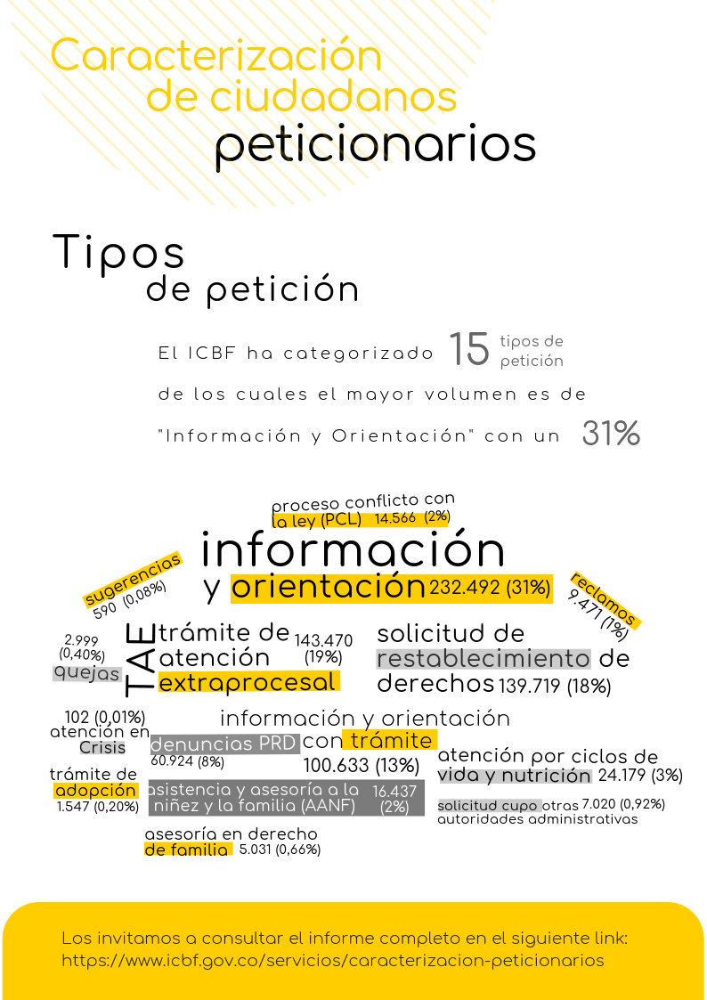 Caracterización
de ciudadanos
peticionarios
Tipos
de petición
El ICBF ha categorizado 15 tipos de
petición
de los cuales el mayor volumen es de
"Información y Orientación" con un 31%
proceso conflicto con
la ley (PCL) 14.566 (2%)
información
y orientación 232.492 (31%)
sugerencias
590 (0,08%)
reclamos
9.471 (1%)
2.999
(0,40%)
quejas
TAE
trámite de
atención
extraprocesal
143.470
(19%)
solicitud de
restablecimiento de
derechos 139.719 (18%)
102 (0,01%)
atención en
Crisis
información y orientación
con trámite
100.633 (13%)
denuncias PRD
60.924 (8%)
atención por ciclos de
vida y nutrición 24.179 (3%)
trámite de
adopción
1.547 (0,20%)
asistencia y asesoría a la
niñez y la familia (AANF)
16.437
(2%)
solicitud cupo otras 7.020 (0,92%)
autoridades administrativas
asesoría en derecho
de familia 5.031 (0,66%)
Los invitamos a consultar el informe completo en el siguiente link:
https://www.icbf.gov.co/servicios/caracterizacion-peticionarios